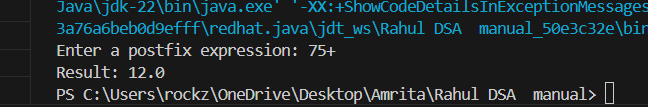 Java\jdk-22\bin\java.exe' '-XX:+ShowCodeDetailsInExceptionMessages
3a76a6beb0d9efff\redhat.java\jdt_ws\Rahul DSA  manual_50e3c32e\bin
Enter a postfix expression: 75+
Result: 12.0
PS C:\Users\rockz\OneDrive\Desktop\Amrita\Rahul DSA  manual>